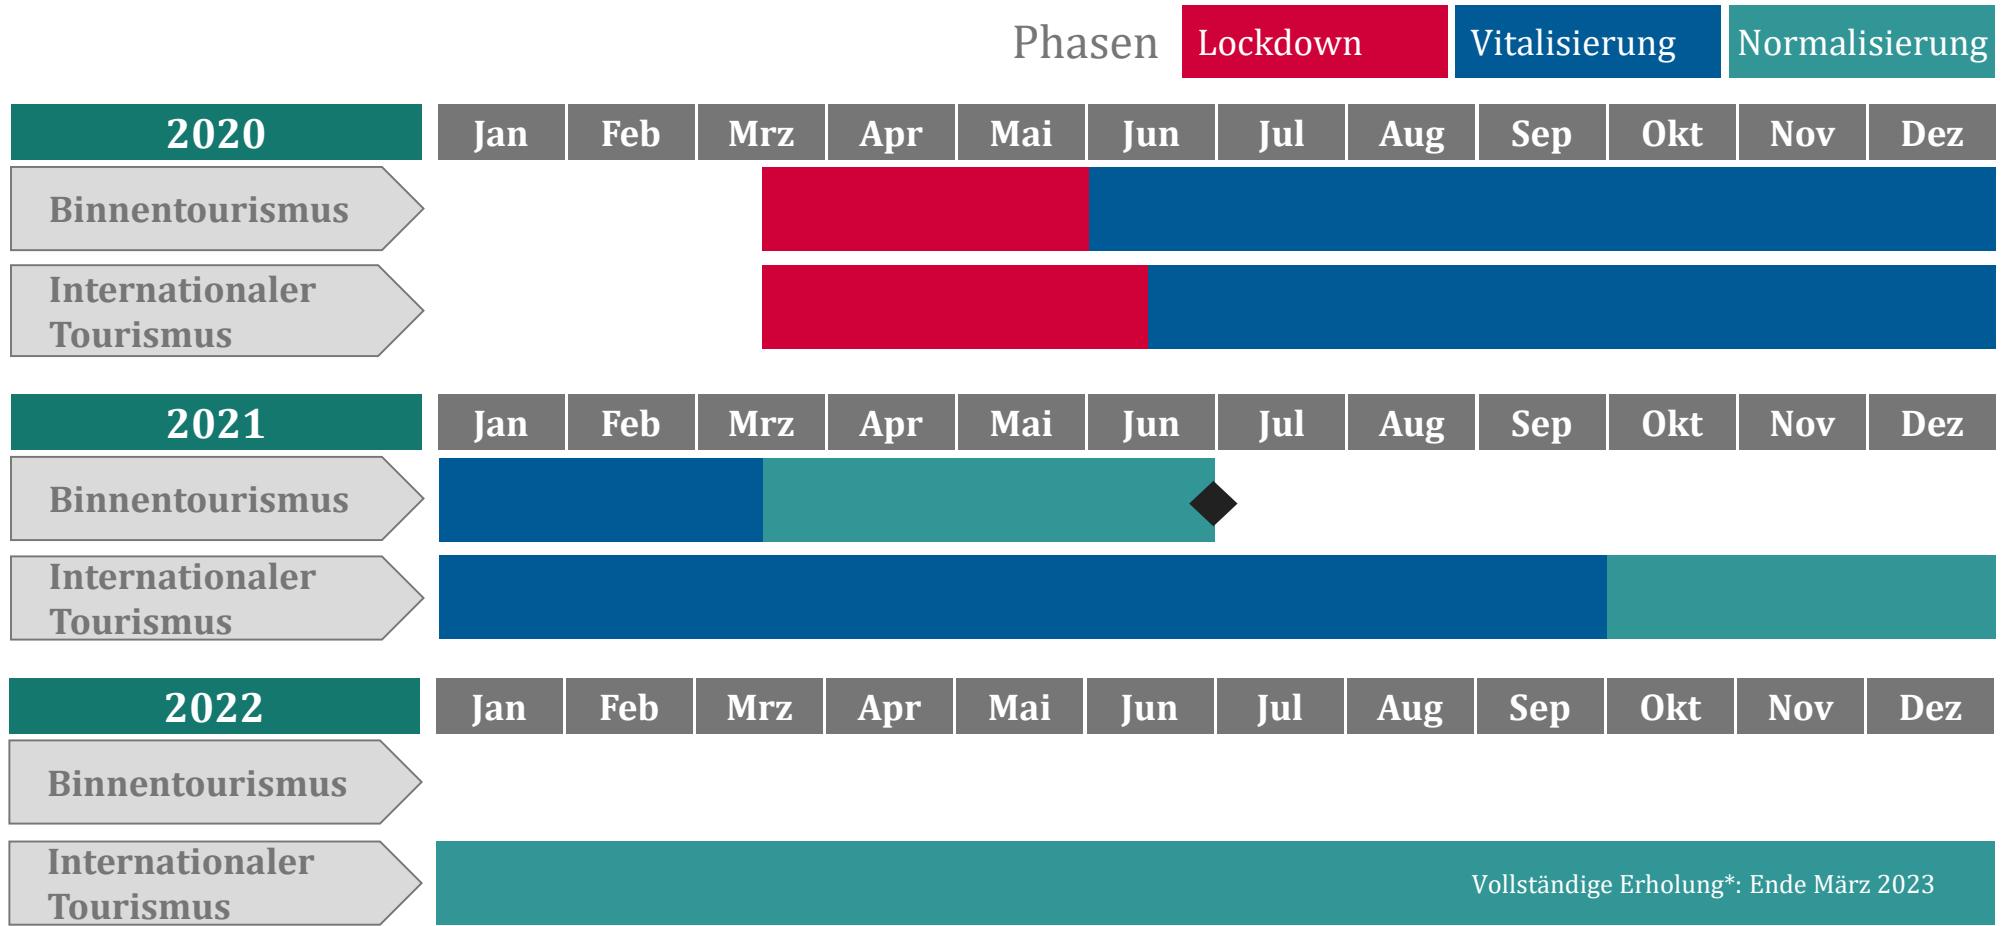 Phasen Lockdown Vitalisierung Normalisierung
2020 Jan Feb Mrz Apr Mai Jun Jul Aug Sep Okt Nov Dez
Binnentourismus
Internationaler
Tourismus
2021 Jan Feb Mrz Apr Mai Jun Jul Aug Sep Okt Nov Dez
Binnentourismus
Internationaler
Tourismus
2022 Jan Feb Mrz Apr Mai Jun Jul Aug Sep Okt Nov Dez
Binnentourismus
Internationaler
Tourismus
Vollständige Erholung*: Ende März 2023